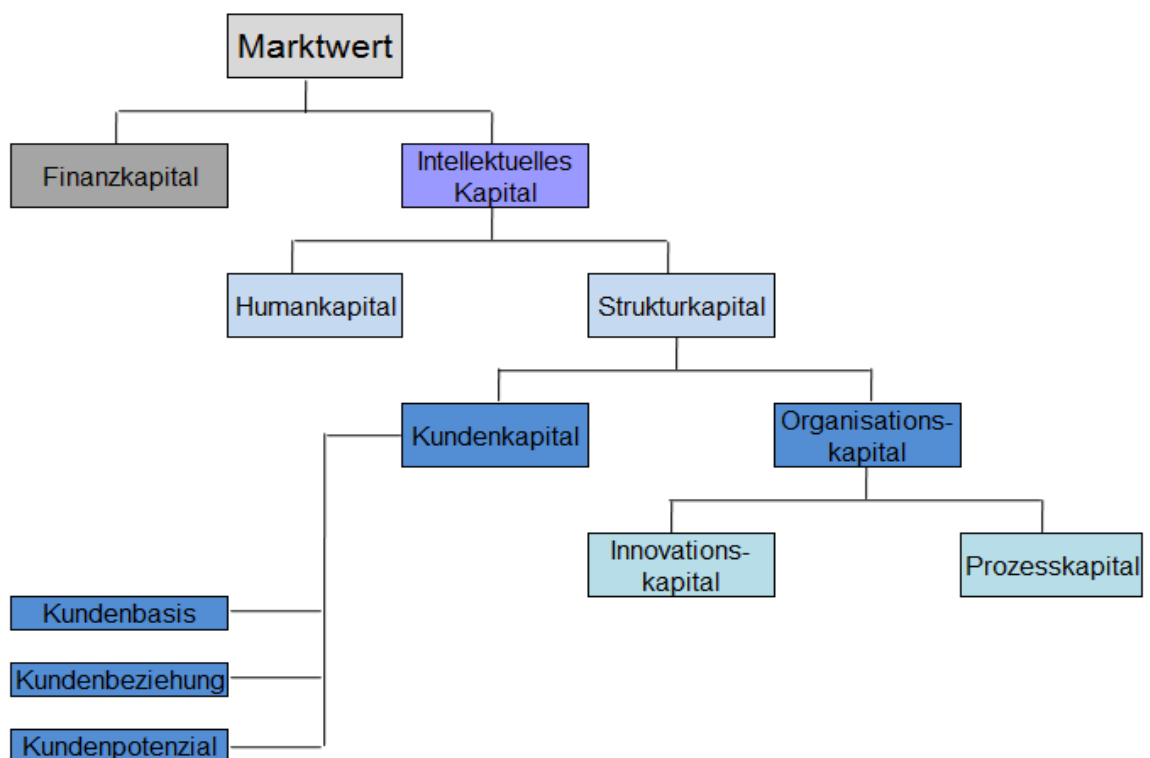 Marktwert
Finanzkapital
Intellektuelles
Kapital
Humankapital
Strukturkapital
Kundenkapital
Organisations-
kapital
Innovations-
kapital
Prozesskapital
Kundenbasis
Kundenbeziehung
Kundenpotenzial